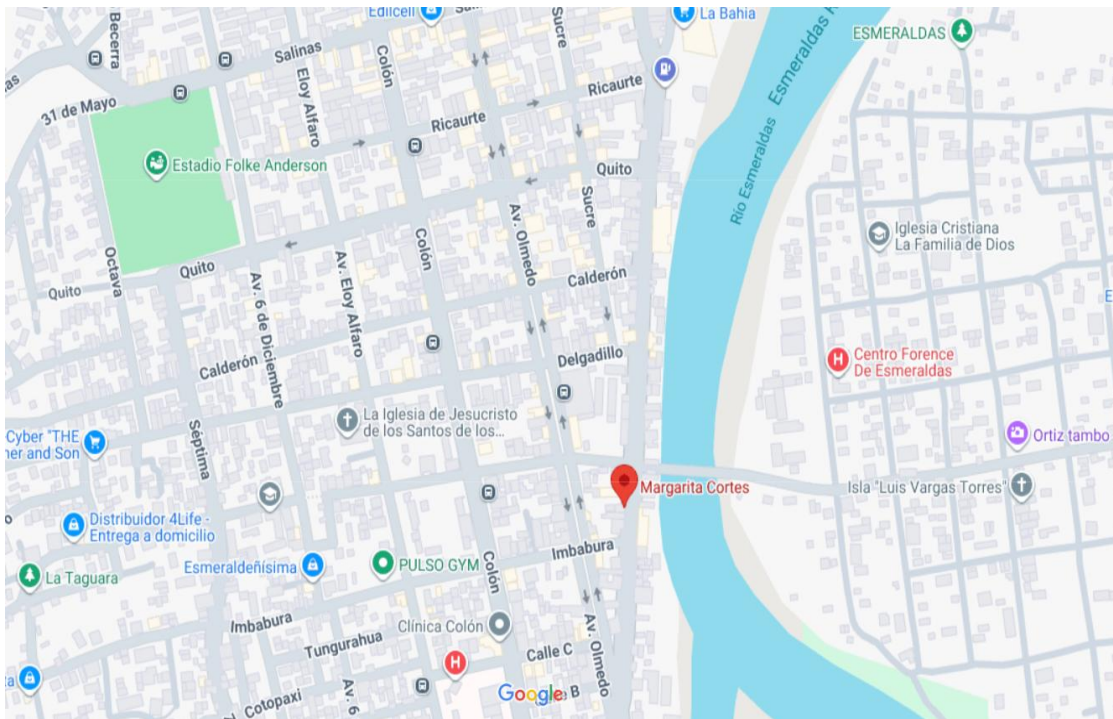 Becerra
Edilcell
Salinas
La Bahia
ESMERALDAS
Salinas
Colón
Sucre
Río Esmeraldas
Esmeraldas
31 de Mayo
Eloy Alfaro
Ricaurte
Ricaurte
Estadio Folke Anderson
Quito
Sucre
Av. Olmedo
Colón
Iglesia Cristiana
La Familia de Dios
Octava
Quito
Quito
Av. 6 de Diciembre
Av. Eloy Alfaro
Calderón
Calderón
Delgadillo
Centro Forence
De Esmeraldas
La Iglesia de Jesucristo
de los Santos de los...
Cyber "THE
ner and Son
Séptima
Ortiz tambo
Margarita Cortes
Isla "Luis Vargas Torres"
Distribuidor 4Life -
Entrega a domicilio
Imbabura
Esmeraldeñísima
PULSO GYM
Colón
La Taguara
Imbabura
Clínica Colón
Av. Olmedo
Tungurahua
Calle C
H
Av. 6
Cotopaxi
Google
B